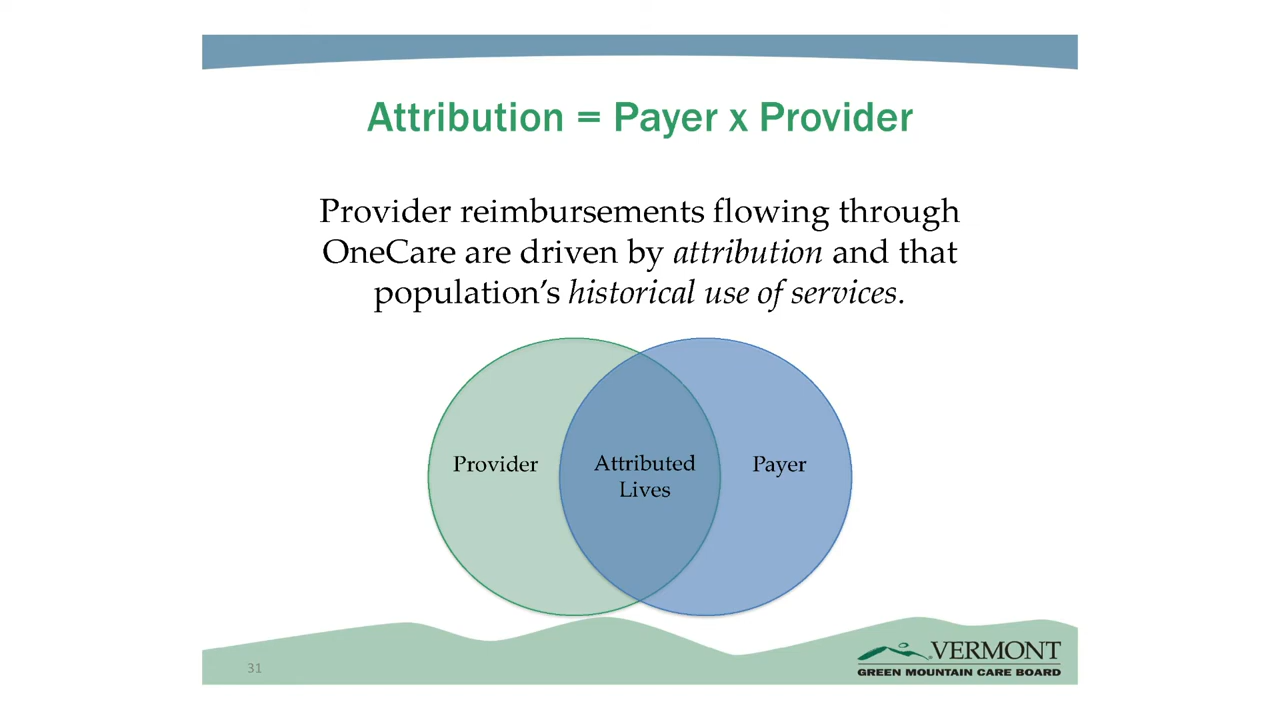 Attribution = Payer x Provider
Provider reimbursements flowing through
OneCare are driven by attribution and that
population’s historical use of services.
Provider
Attributed
Lives
Payer
31
VERMONT
GREEN MOUNTAIN CARE BOARD